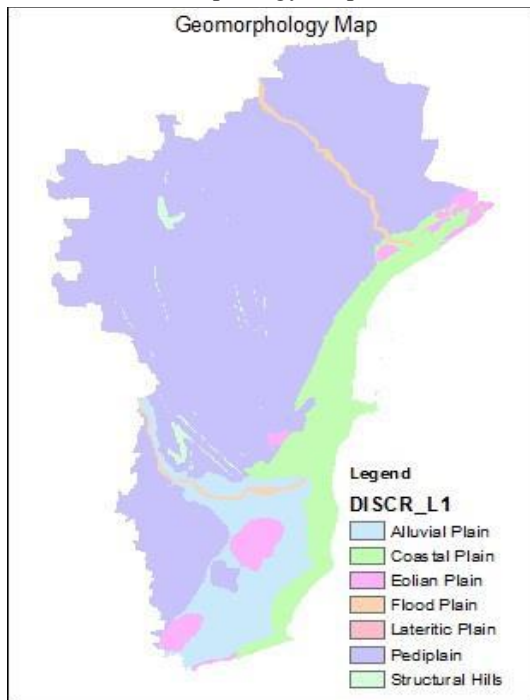 Geomorphology Map
Legend
DISCR_L1
Alluvial Plain
Coastal Plain
Eolian Plain
Flood Plain
Lateritic Plain
Pediplain
Structural Hills